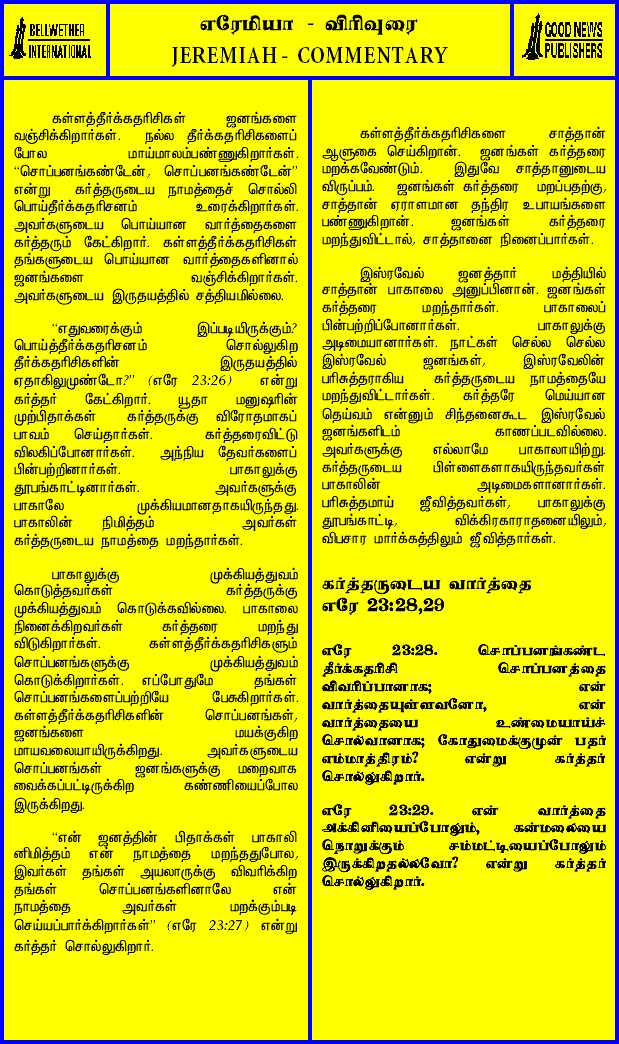 BELLWETHER
INTERNATIONAL
எரேமியா - விரிவுரை
JEREMIAH - COMMENTARY
GOOD NEWS
PUBLISHERS
கள்ளத்தீர்க்கதரிசிகள் ஜனங்களை
வஞ்சிக்கிறார்கள். நல்ல தீர்க்கதரிசிகளைப்
போல மாய்மாலம்பண்ணுகிறார்கள்.
“சொப்பனங்கண்டேன், சொப்பனங்கண்டேன்”
என்று கர்த்தருடைய நாமத்தைச் சொல்லி
பொய்தீர்க்கதரிசனம் உரைக்கிறார்கள்.
அவர்களுடைய பொய்யான வார்த்தைகளை
கர்த்தரும் கேட்கிறார். கள்ளத்தீர்க்கதரிசிகள்
தங்களுடைய பொய்யான வார்த்தைகளினால்
ஜனங்களை வஞ்சிக்கிறார்கள்.
அவர்களுடைய இருதயத்தில் சத்தியமில்லை.
“எதுவரைக்கும் இப்படியிருக்கும்?
பொய்த்தீர்க்கதரிசனம் சொல்லுகிற
தீர்க்கதரிசிகளின் இருதயத்தில்
ஏதாகிலுமுண்டோ?” (எரே 23:26) என்று
கர்த்தர் கேட்கிறார். யூதா மனுஷரின்
முற்பிதாக்கள் கர்த்தருக்கு விரோதமாகப்
பாவம் செய்தார்கள். கர்த்தரைவிட்டு
விலகிப்போனார்கள். அந்நிய தேவர்களைப்
பின்பற்றினார்கள். பாகாலுக்கு
தூபங்காட்டினார்கள். அவர்களுக்கு
பாகாலே முக்கியமானதாகயிருந்தது.
பாகாலின் நிமித்தம் அவர்கள்
கர்த்தருடைய நாமத்தை மறந்தார்கள்.
பாகாலுக்கு முக்கியத்துவம்
கொடுத்தவர்கள் கர்த்தருக்கு
முக்கியத்துவம் கொடுக்கவில்லை. பாகாலை
நினைக்கிறவர்கள் கர்த்தரை மறந்து
விடுகிறார்கள். கள்ளத்தீர்க்கதரிசிகளும்
சொப்பனங்களுக்கு முக்கியத்துவம்
கொடுக்கிறார்கள். எப்போதுமே தங்கள்
சொப்பனங்களைப்பற்றியே பேசுகிறார்கள்.
கள்ளத்தீர்க்கதரிசிகளின் சொப்பனங்கள்,
ஜனங்களை மயக்குகிற
மாயவலையாயிருக்கிறது. அவர்களுடைய
சொப்பனங்கள் ஜனங்களுக்கு மறைவாக
வைக்கப்பட்டிருக்கிற கண்ணியைப்போல
இருக்கிறது.
“என் ஜனத்தின் பிதாக்கள் பாகாலி
னிமித்தம் என் நாமத்தை மறந்ததுபோல,
இவர்கள் தங்கள் அயலாருக்கு விவரிக்கிற
தங்கள் சொப்பனங்களினாலே என்
நாமத்தை அவர்கள் மறக்கும்படி
செய்யப்பார்க்கிறார்கள்” (எரே 23:27) என்று
கர்த்தர் சொல்லுகிறார்.
கள்ளத்தீர்க்கதரிசிகளை சாத்தான்
ஆளுகை செய்கிறான். ஜனங்கள் கர்த்தரை
மறக்கவேண்டும். இதுவே சாத்தானுடைய
விருப்பம். ஜனங்கள் கர்த்தரை மறப்பதற்கு,
சாத்தான் ஏராளமான தந்திர உபாயங்களை
பண்ணுகிறான். ஜனங்கள் கர்த்தரை
மறந்துவிட்டால், சாத்தானை நினைப்பார்கள்.
இஸ்ரவேல் ஜனத்தார் மத்தியில்
சாத்தான் பாகாலை அனுப்பினான். ஜனங்கள்
கர்த்தரை மறந்தார்கள். பாகாலைப்
பின்பற்றிப்போனார்கள். பாகாலுக்கு
அடிமையானார்கள். நாட்கள் செல்ல செல்ல
இஸ்ரவேல் ஜனங்கள், இஸ்ரவேலின்
பரிசுத்தராகிய கர்த்தருடைய நாமத்தையே
மறந்துவிட்டார்கள். கர்த்தரே மெய்யான
தெய்வம் என்னும் சிந்தனைகூட இஸ்ரவேல்
ஜனங்களிடம் காணப்படவில்லை.
அவர்களுக்கு எல்லாமே பாகாலாயிற்று.
கர்த்தருடைய பிள்ளைகளாகயிருந்தவர்கள்
பாகாலின் அடிமைகளானார்கள்.
பரிசுத்தமாய் ஜீவித்தவர்கள், பாகாலுக்கு
தூபங்காட்டி, விக்கிரகாராதனையிலும்,
விபசார மார்க்கத்திலும் ஜீவித்தார்கள்.
கர்த்தருடைய வார்த்தை
எரே 23:28,29
எரே 23:28. சொப்பனங்கண்ட
தீர்க்கதரிசி சொப்பனத்தை
விவரிப்பானாக; என்
வார்த்தையுள்ளவனோ, என்
வார்த்தையை உண்மையாய்ச்
சொல்வானாக; கோதுமைக்குமுன் பதர்
எம்மாத்திரம்? என்று கர்த்தர்
சொல்லுகிறார்.
எரே 23:29. என் வார்த்தை
அக்கினியைப்போலும், கன்மலையை
நொறுக்கும் சம்மட்டியைப்போலும்
இருக்கிறதல்லவோ? என்று கர்த்தர்
சொல்லுகிறார்.